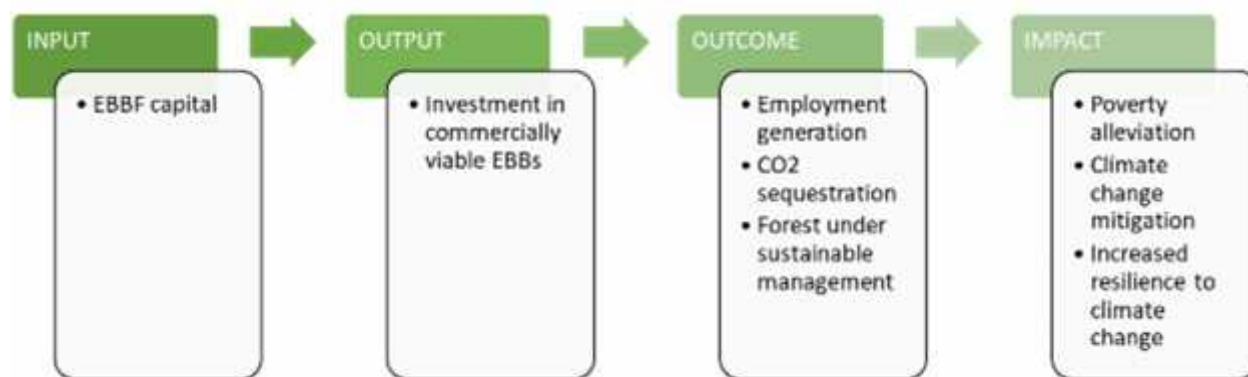 INPUT
• EBBF capital
OUTPUT
• Investment in
commercially
viable EBBs
OUTCOME
• Employment
generation
• CO2
sequestration
• Forest under
sustainable
management
IMPACT
• Poverty
alleviation
• Climate
change
mitigation
• Increased
resilience to
climate
change